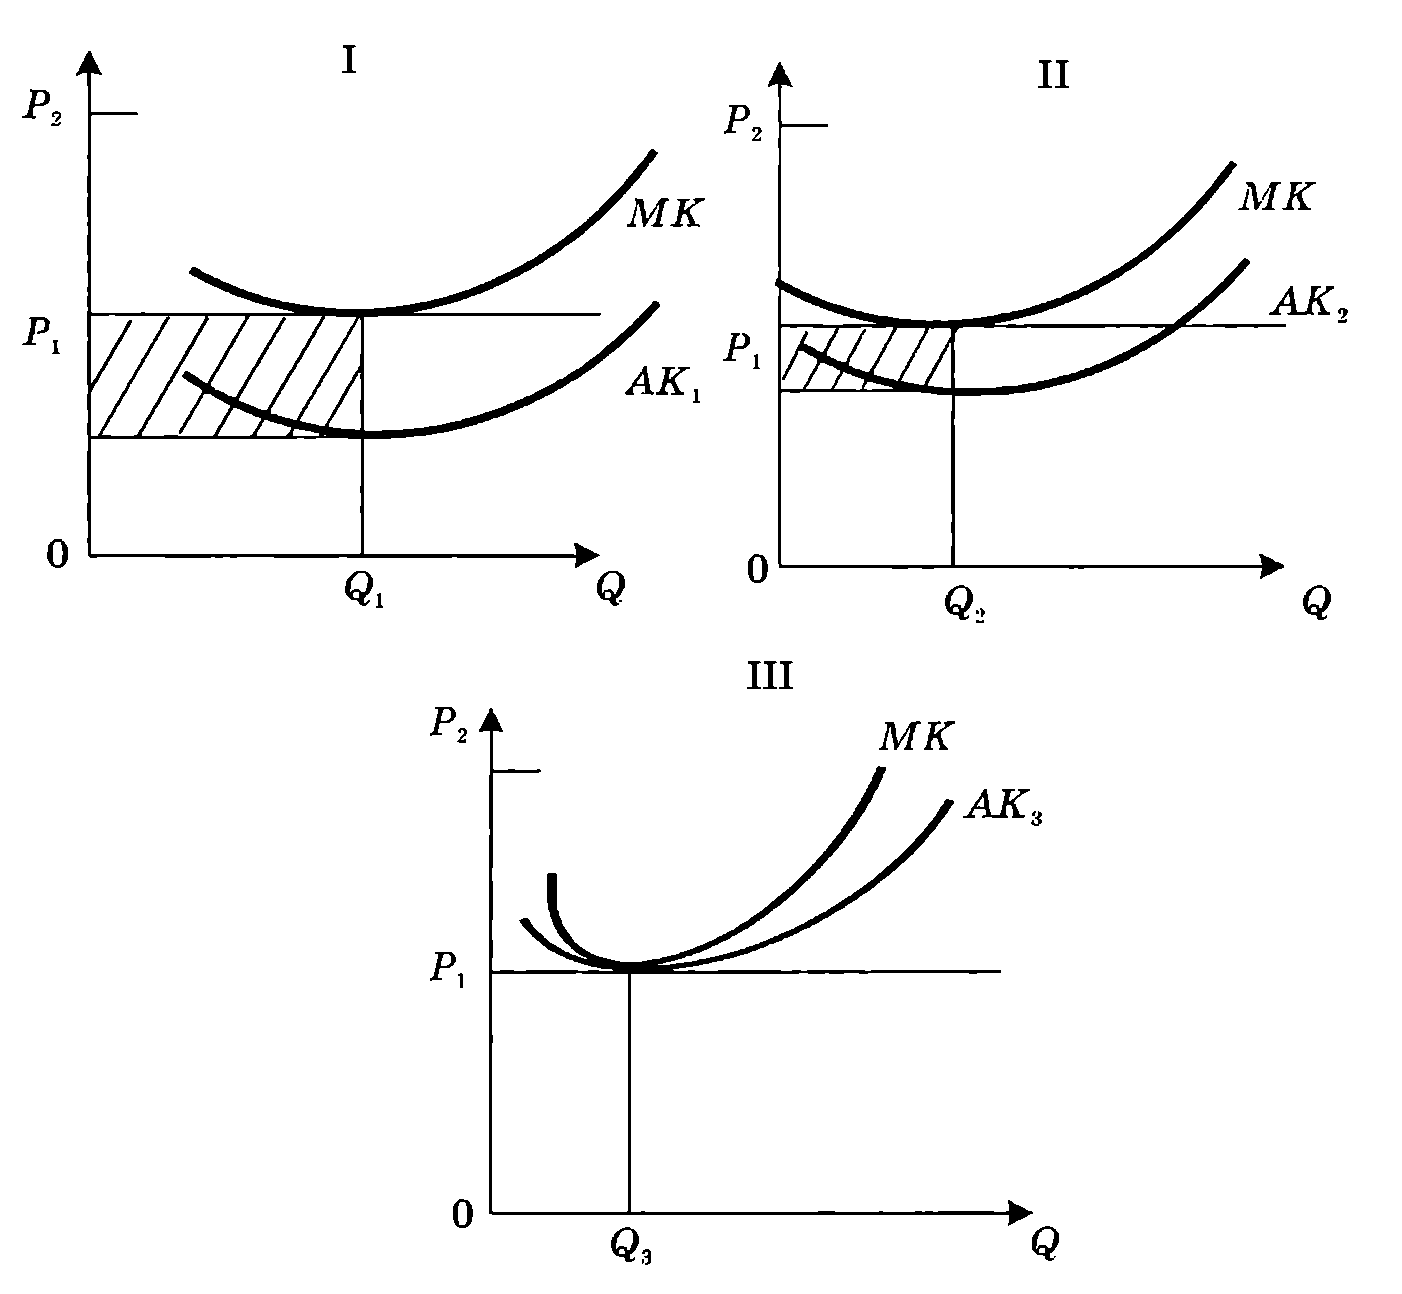 I
P₂
MK
P₁
AK₁
0
Q₁
Q
II
P₂
MK
AK₂
P₁
0
Q₂
Q
III
P₂
MK
AK₃
P₁
0
Q₃
Q